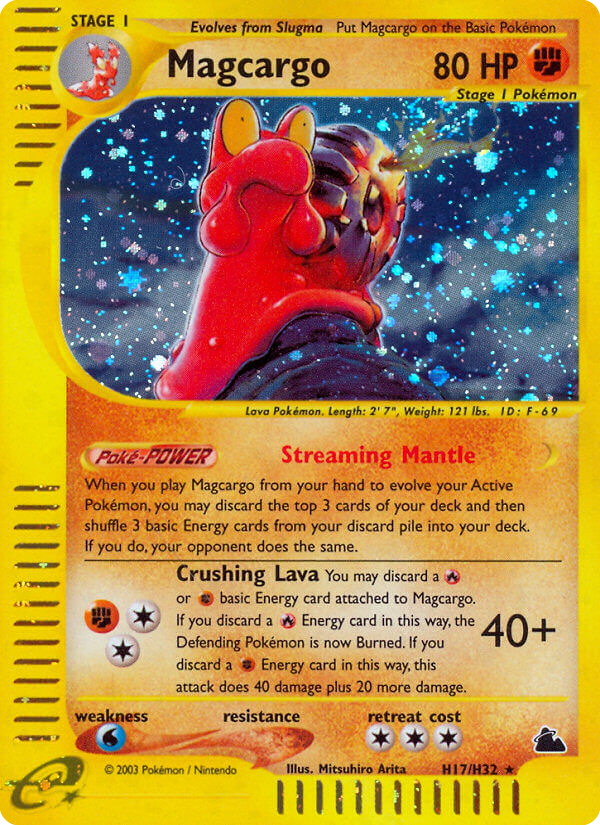 STAGE 1
Evolves from Slugma Put Magcargo on the Basic Pokémon
Magcargo 80 HP
Stage 1 Pokémon
Lava Pokémon. Length: 2' 7", Weight: 121 lbs. ID: F-69
Poké-POWER Streaming Mantle
When you play Magcargo from your hand to evolve your Active
Pokémon, you may discard the top 3 cards of your deck and then
shuffle 3 basic Energy cards from your discard pile into your deck.
If you do, your opponent does the same.
Crushing Lava You may discard a
or basic Energy card attached to Magcargo.
If you discard a Energy card in this way, the
Defending Pokémon is now Burned. If you
discard a Energy card in this way, this
attack does 40 damage plus 20 more damage.
40+
weakness resistance retreat cost
© 2003 Pokémon / Nintendo Illus. Mitsuhiro Arita H17/H32